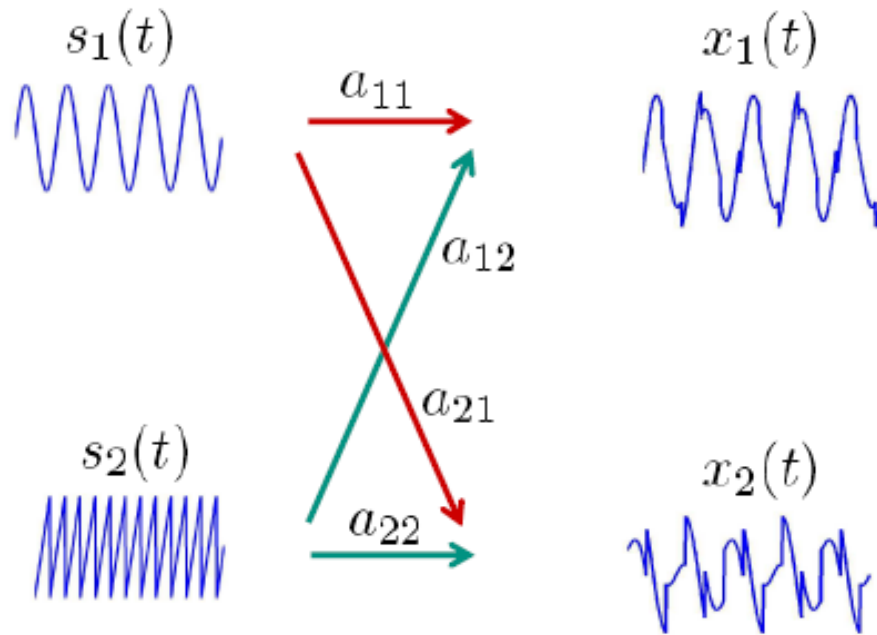 s₁(t)
x₁(t)
a₁₁
a₁₂
a₂₁
s₂(t)
x₂(t)
a₂₂